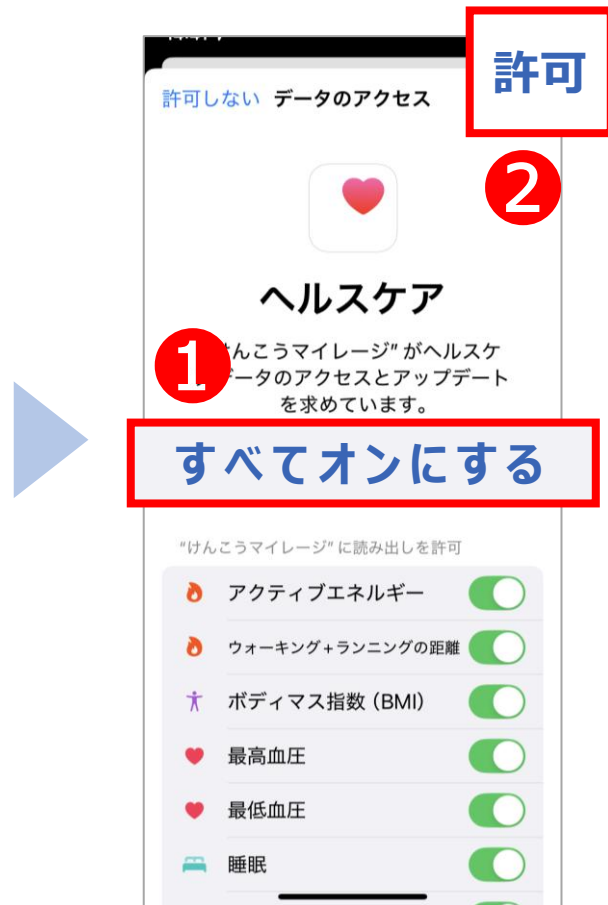 許可
許可しない データのアクセス
2
ヘルスケア
んこうマイレージ" がヘルスケ
1
ータのアクセスとアップデート
を求めています。
すべてオンにする
"けんこうマイレージ" に読み出しを許可
アクティブエネルギー
ウォーキング+ランニングの距離
ボディマス指数 (BMI)
最高血圧
最低血圧
睡眠